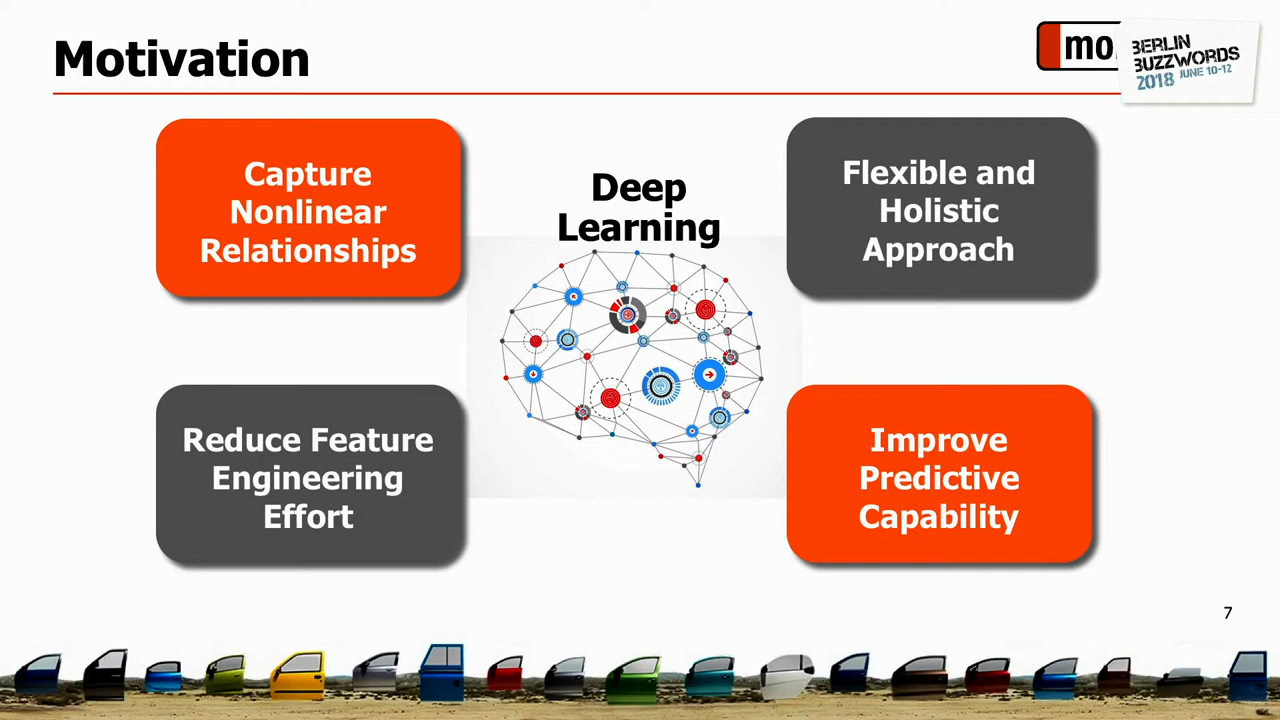 Motivation
mo
BERLIN
BUZZWORDS
2018 JUNE 10-12
Capture
Nonlinear
Relationships
Deep
Learning
Flexible and
Holistic
Approach
Reduce Feature
Engineering
Effort
Improve
Predictive
Capability
7